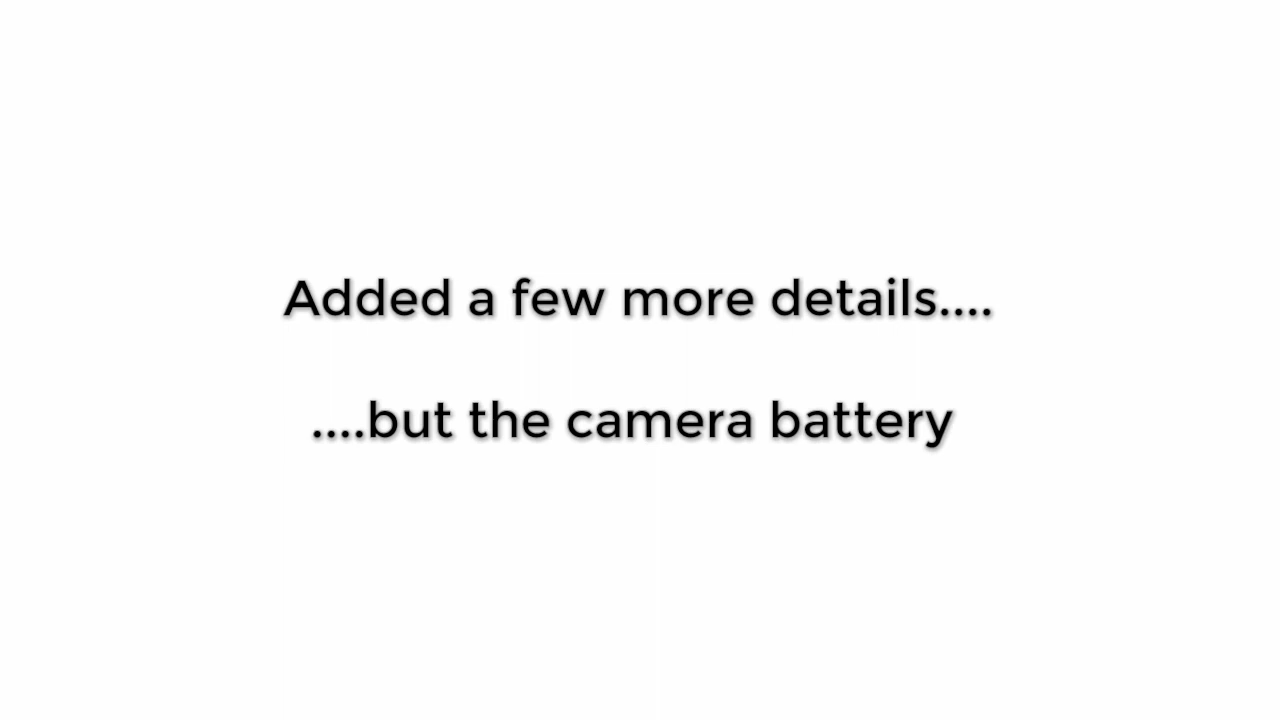 Added a few more details....
....but the camera battery